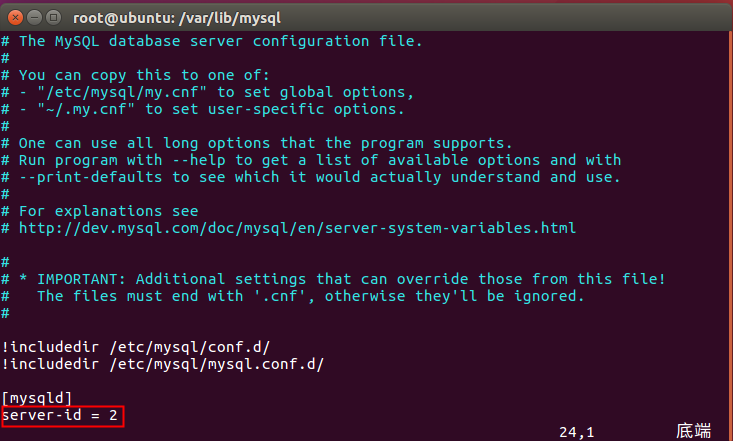 root@ubuntu: /var/lib/mysql
# The MySQL database server configuration file.
#
# You can copy this to one of:
# - "/etc/mysql/my.cnf" to set global options,
# - "~/.my.cnf" to set user-specific options.
#
# One can use all long options that the program supports.
# Run program with --help to get a list of available options and with
# --print-defaults to see which it would actually understand and use.
#
# For explanations see
# http://dev.mysql.com/doc/mysql/en/server-system-variables.html
#
# * IMPORTANT: Additional settings that can override those from this file!
#   The files must end with '.cnf', otherwise they'll be ignored.
#
!includedir /etc/mysql/conf.d/
!includedir /etc/mysql/mysql.conf.d/
[mysqld]
server-id = 2
24,1 底端